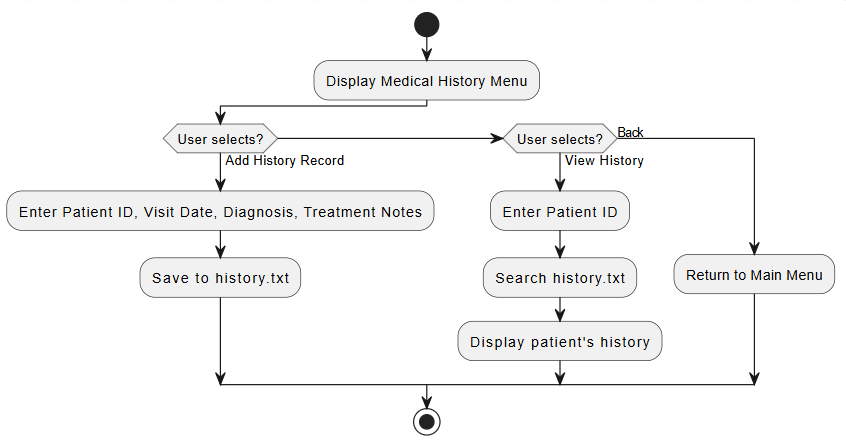 Display Medical History Menu
User selects?
User selects?
Back
Add History Record
View History
Enter Patient ID, Visit Date, Diagnosis, Treatment Notes
Enter Patient ID
Save to history.txt
Search history.txt
Return to Main Menu
Display patient's history